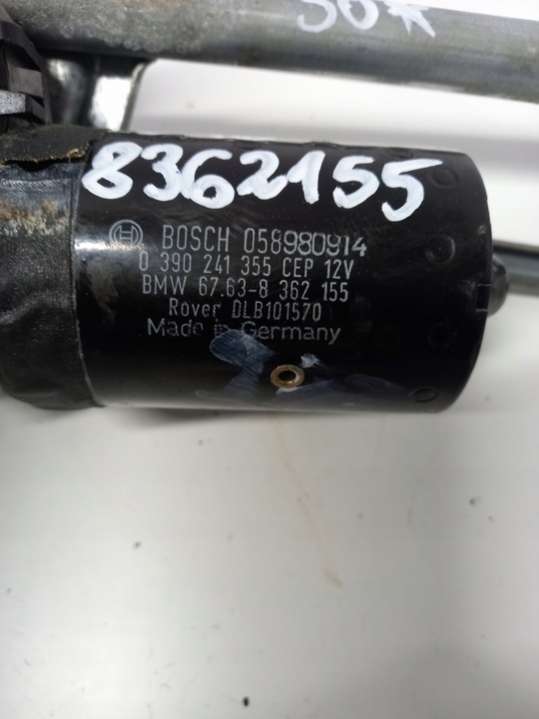 8362155
BOSCH 058980914
0 390 241 355 CEP 12V
BMW 67.63-8 362 155
Rover DLB101570
Made in Germany